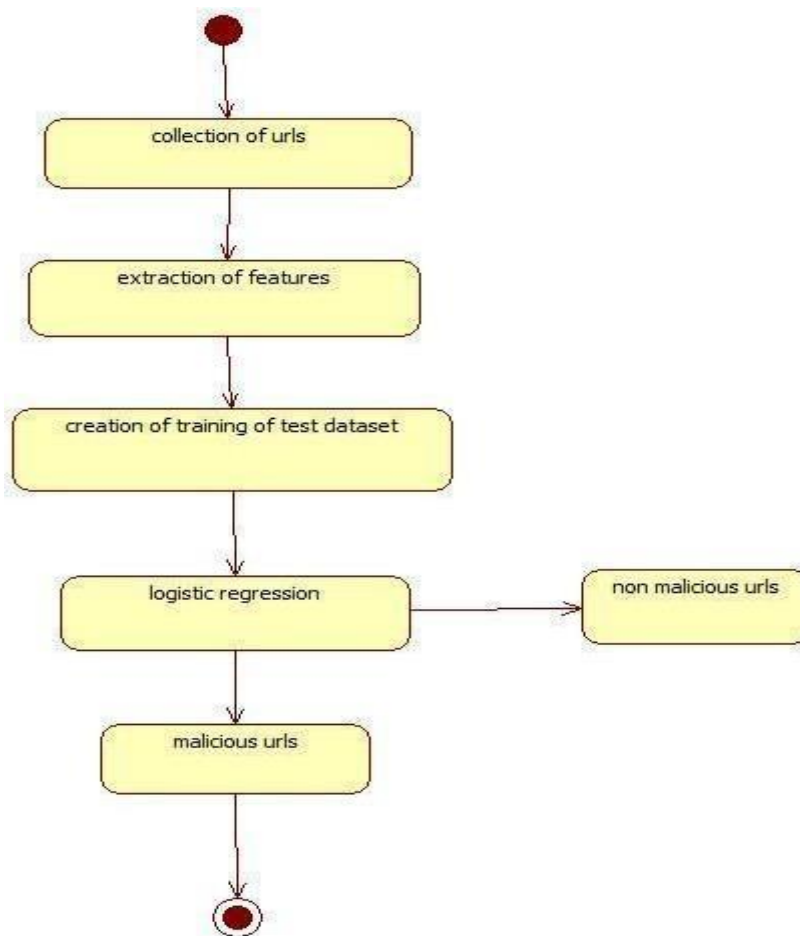 collection of urls
extraction of features
creation of training of test dataset
logistic regression
non malicious urls
malicious urls